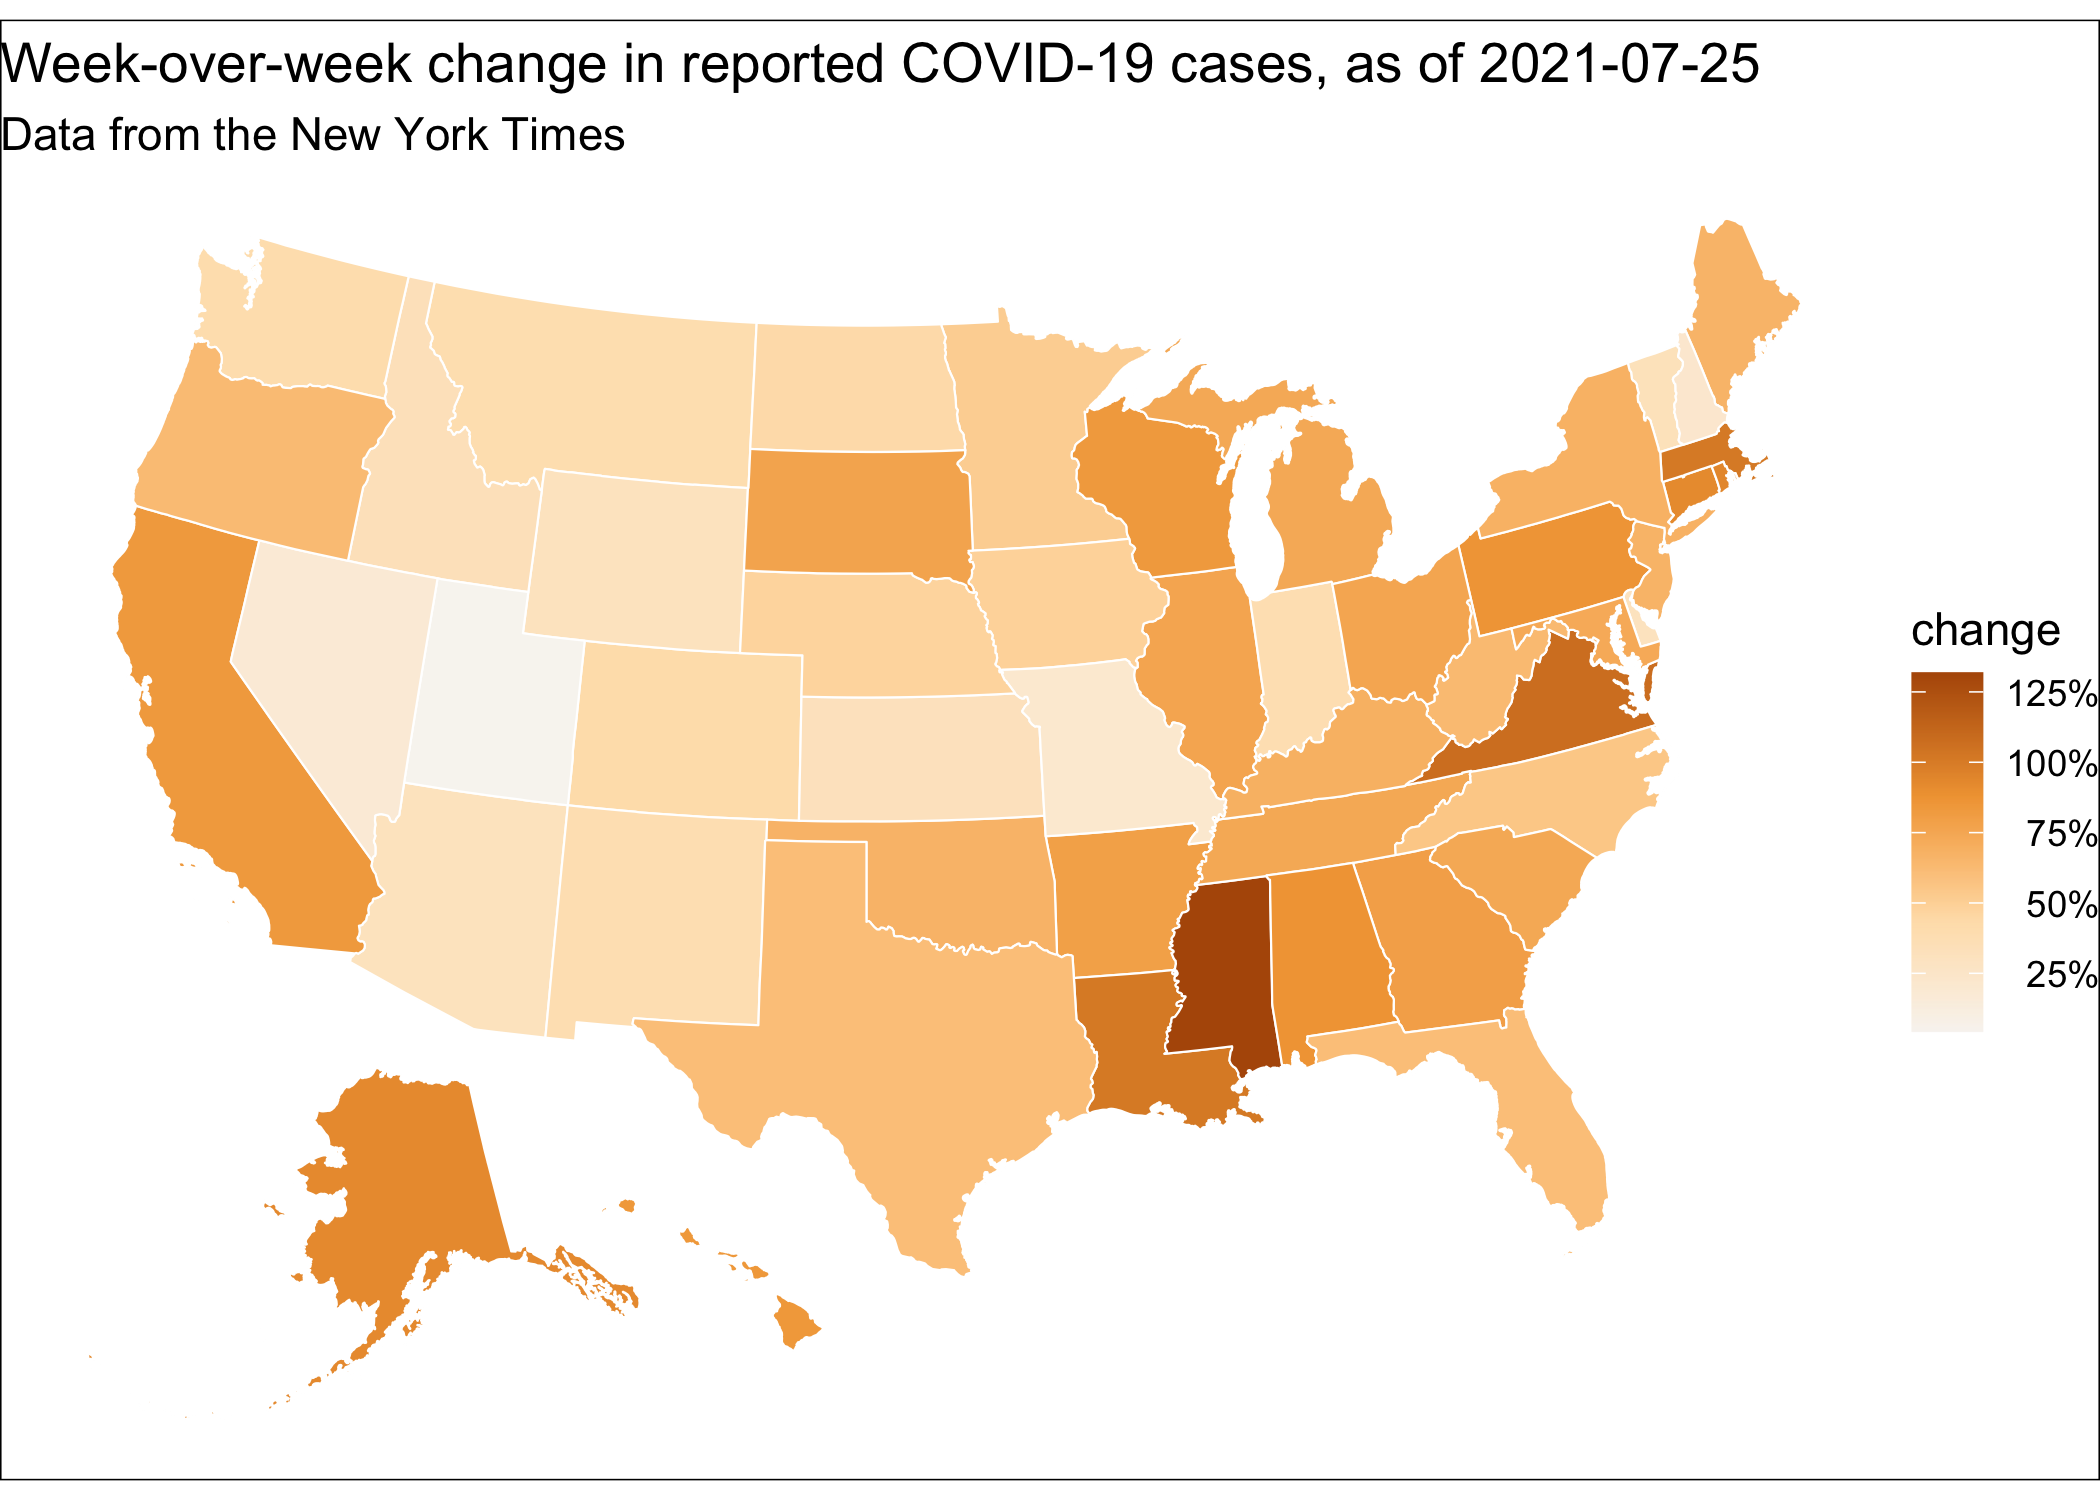 Week-over-week change in reported COVID-19 cases, as of 2021-07-25
Data from the New York Times
change
125%
100%
75%
50%
25%